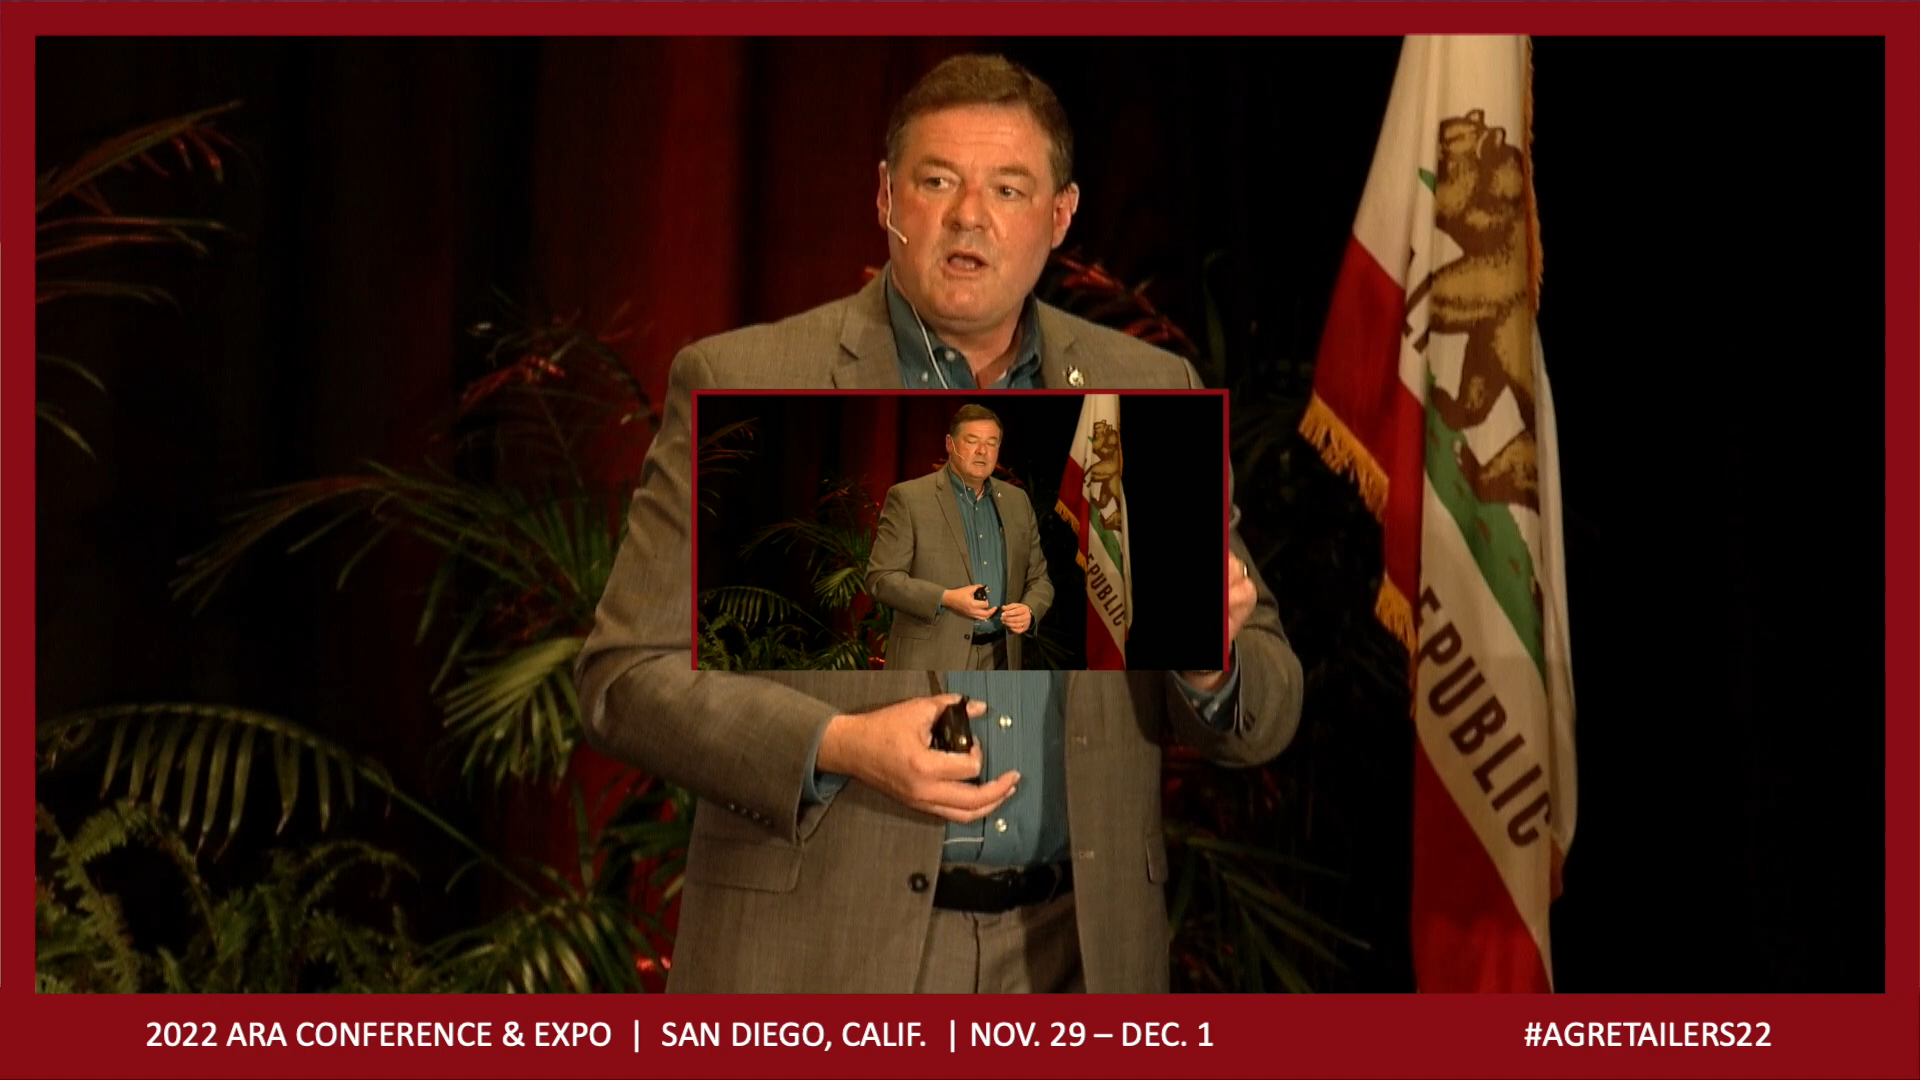 EPUBLIC
EPUBLIC
2022 ARA CONFERENCE & EXPO | SAN DIEGO, CALIF. | NOV. 29 – DEC. 1
#AGRETAILERS22